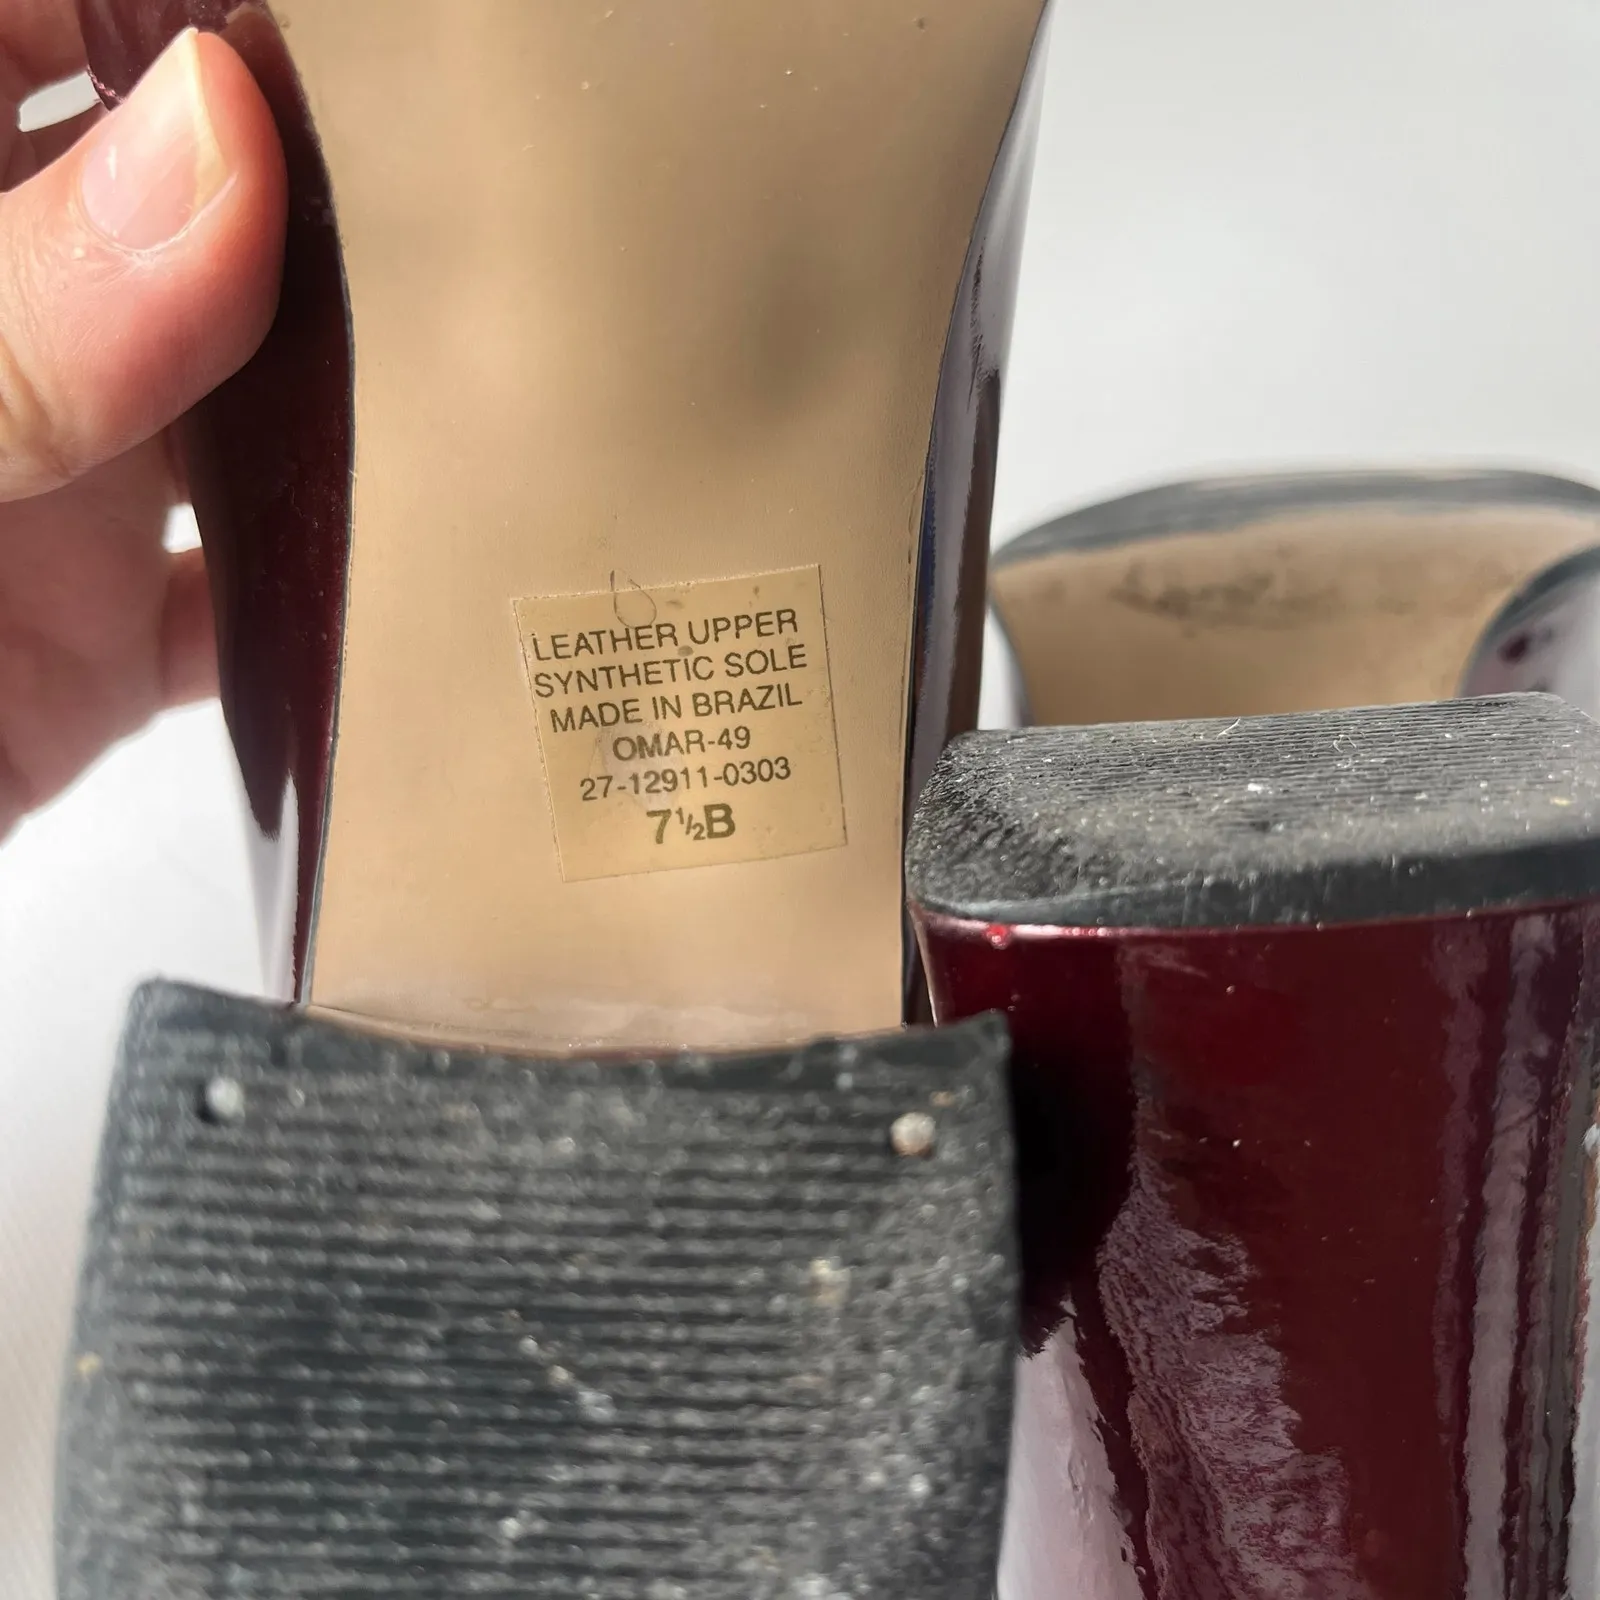 LEATHER UPPER
SYNTHETIC SOLE
MADE IN BRAZIL
OMAR-49
27-12911-0303
7½B